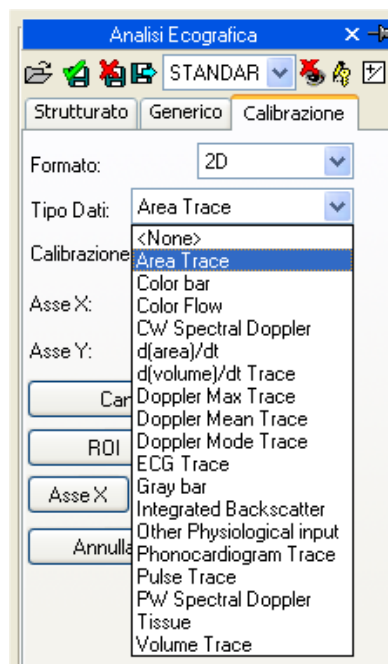 Analisi Ecografica
STANDAR
Strutturato Generico Calibrazione
Formato: 2D
Tipo Dati: Area Trace
Calibrazione
<None>
Area Trace
Color bar
Asse X:
Color Flow
CW Spectral Doppler
Asse Y:
d(area)/dt
d(volume)/dt Trace
Doppler Max Trace
Doppler Mean Trace
ROI
Doppler Mode Trace
ECG Trace
Gray bar
Asse X
Integrated Backscatter
Other Physiological input
Phonocardiogram Trace
Pulse Trace
PW Spectral Doppler
Tissue
Volume Trace